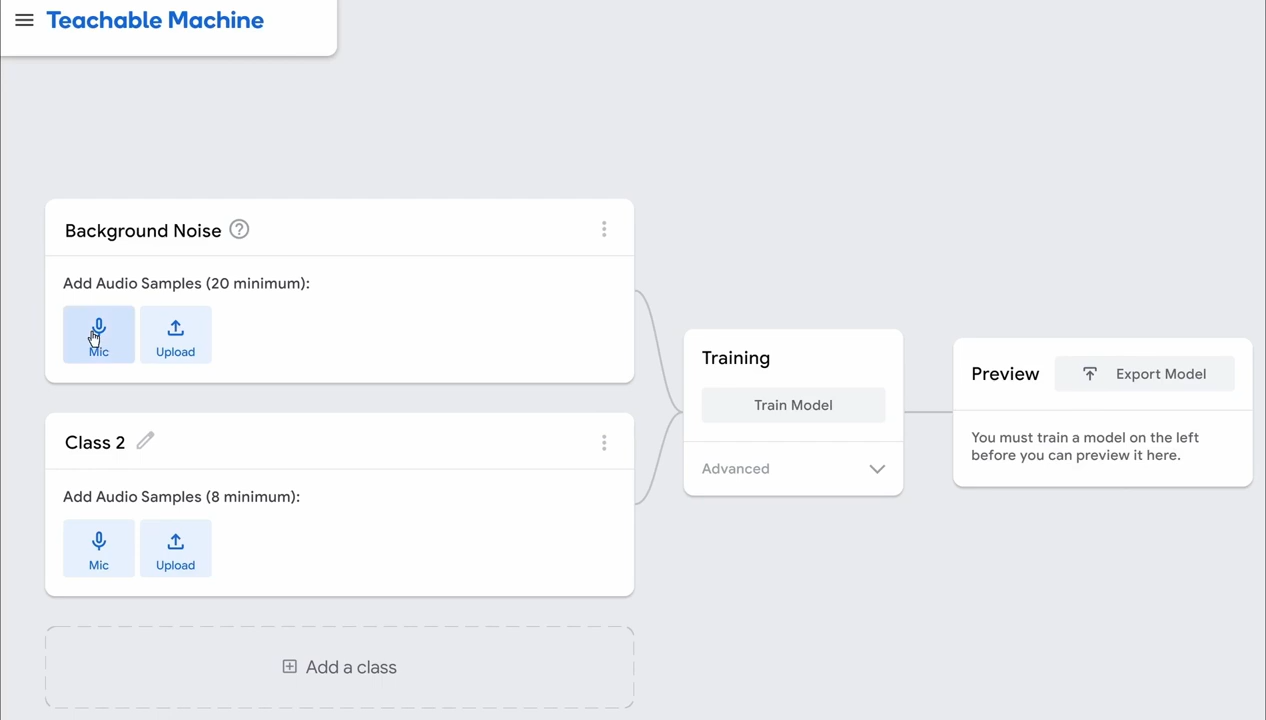 Teachable Machine
Background Noise
Add Audio Samples (20 minimum):
Mic
Upload
Class 2
Add Audio Samples (8 minimum):
Mic
Upload
Add a class
Training
Train Model
Advanced
Preview
Export Model
You must train a model on the left
before you can preview it here.